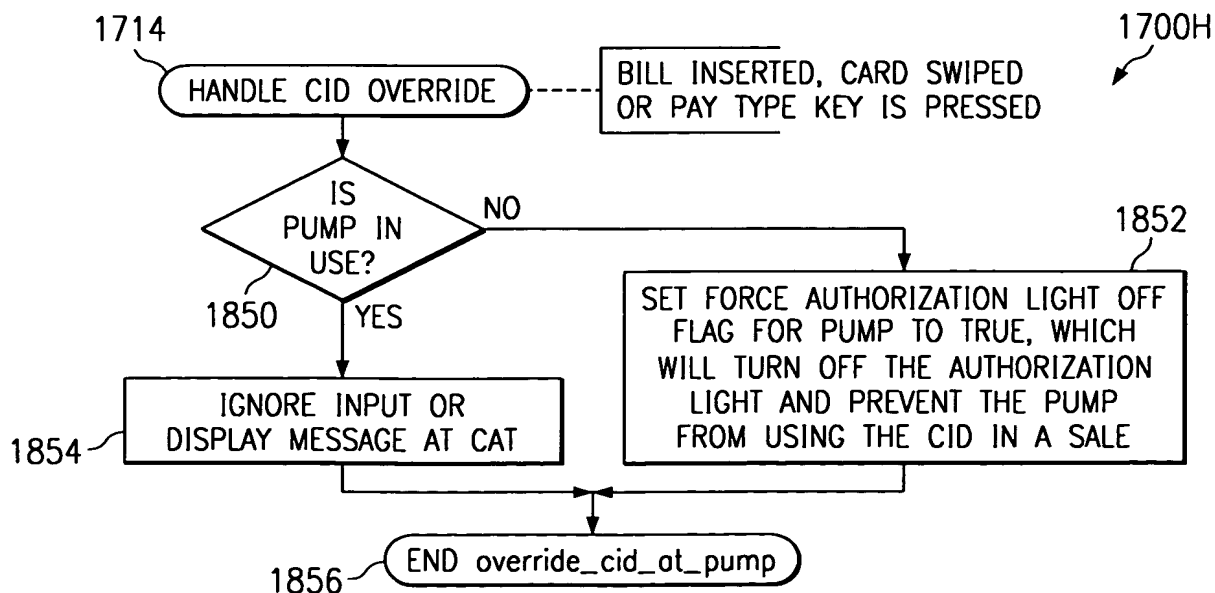 1714
1700H
HANDLE CID OVERRIDE
BILL INSERTED, CARD SWIPED
OR PAY TYPE KEY IS PRESSED
IS
PUMP IN
USE?
NO
1850
YES
1852
SET FORCE AUTHORIZATION LIGHT OFF
FLAG FOR PUMP TO TRUE, WHICH
WILL TURN OFF THE AUTHORIZATION
LIGHT AND PREVENT THE PUMP
FROM USING THE CID IN A SALE
IGNORE INPUT OR
DISPLAY MESSAGE AT CAT
1854
END override_cid_at_pump
1856